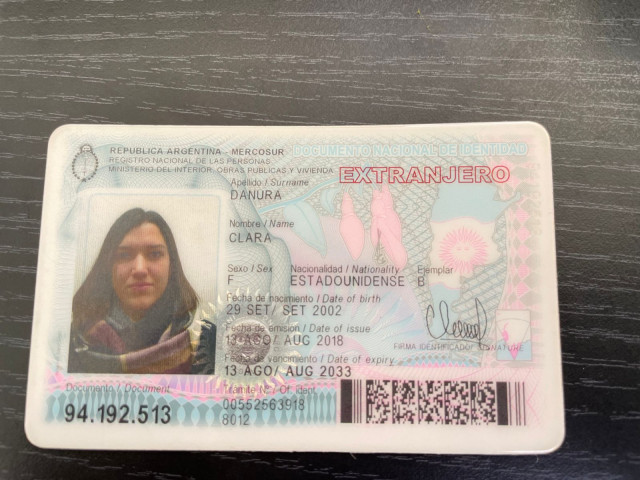 REPUBLICA ARGENTINA - MERCOSUR
REGISTRO NACIONAL DE LAS PERSONAS
MINISTERIO DEL INTERIOR, OBRAS PUBLICAS Y VIVIENDA
DOCUMENTO NACIONAL DE IDENTIDAD
EXTRANJERO
Apellido / Surname
DANURA
Nombre / Name
CLARA
Sexo / Sex Nacionalidad / Nationality Ejemplar
F ESTADOUNIDENSE B
Fecha de nacimiento / Date of birth
29 SET/ SET 2002
Fecha de emisión / Date of issue
13 AGO/ AUG 2018
Fecha de vencimiento / Date of expiry
13 AGO/ AUG 2033
FIRMA IDENTIFICADO / SIGNATURE
Documento / Document
94.192.513
Trámite Nº / Of. ident
00552563918
8012